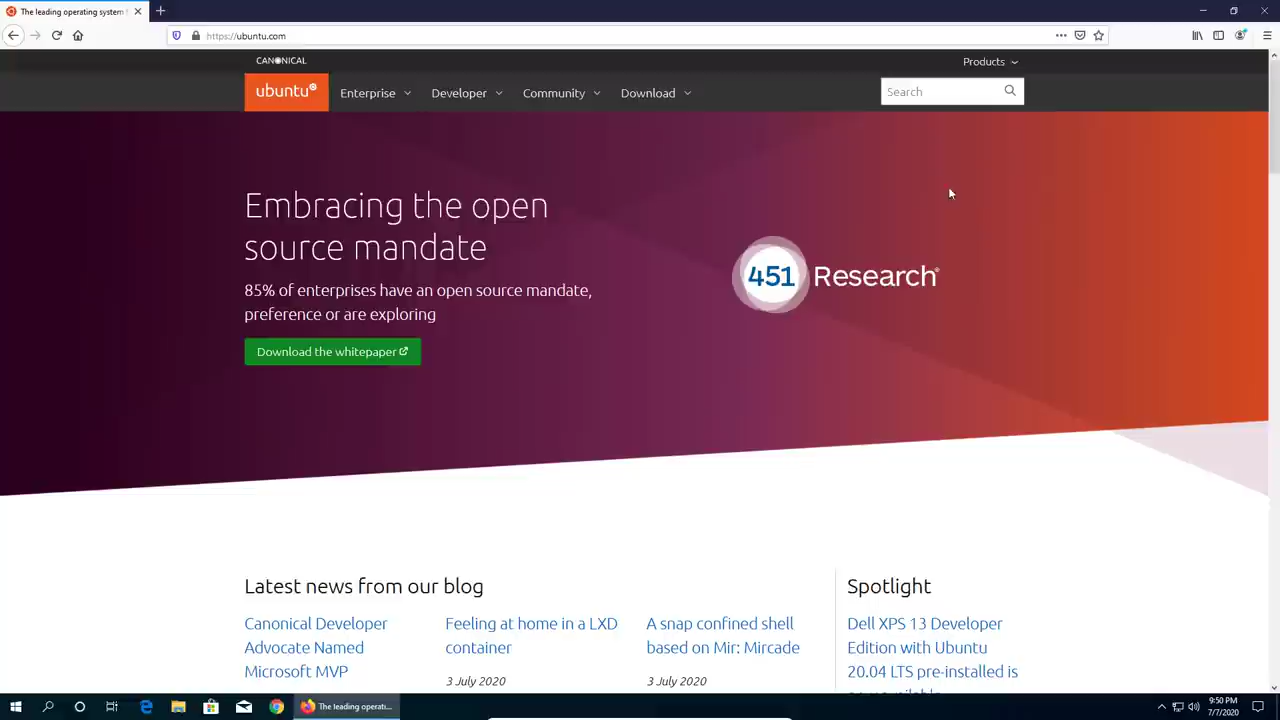 The leading operating system
https://ubuntu.com
CANONICAL
Products
ubuntu
Enterprise
Developer
Community
Download
Search
Embracing the open
source mandate
85% of enterprises have an open source mandate,
preference or are exploring
Download the whitepaper
451 Research®
Latest news from our blog
Spotlight
Canonical Developer
Advocate Named
Microsoft MVP
Feeling at home in a LXD
container
3 July 2020
A snap confined shell
based on Mir: Mircade
3 July 2020
Dell XPS 13 Developer
Edition with Ubuntu
20.04 LTS pre-installed is
The leading operati...
9:50 PM
7/7/2020